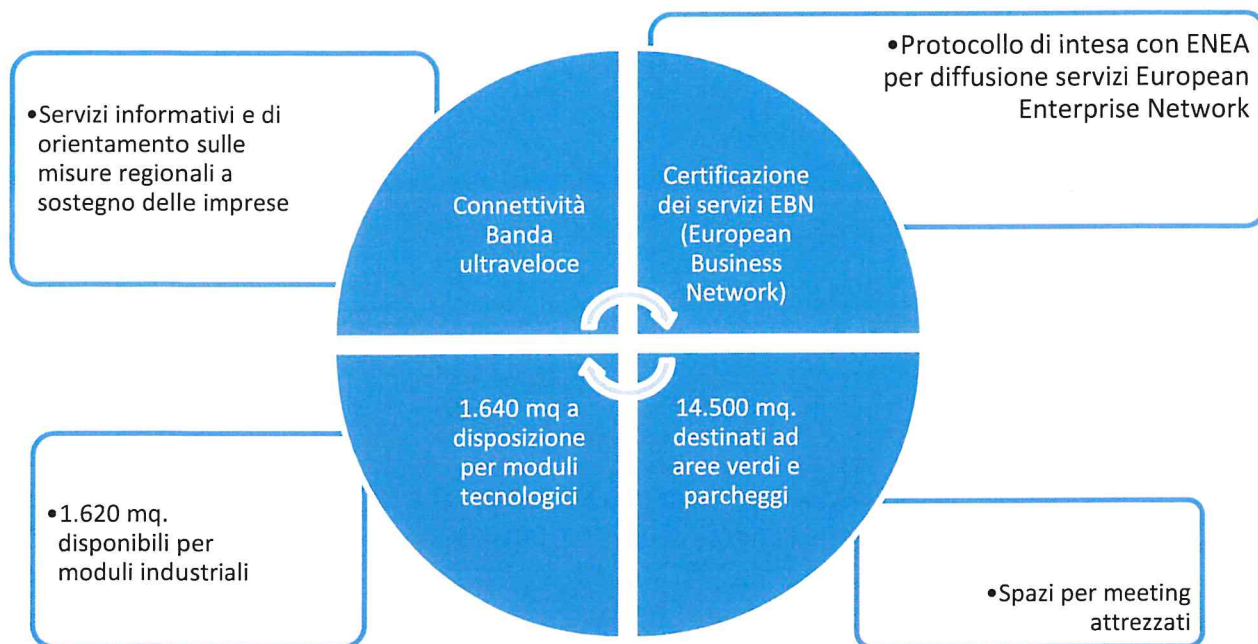 •Servizi informativi e di
orientamento sulle
misure regionali a
sostegno delle imprese
Connettività
Banda
ultraveloce
Certificazione
dei servizi EBN
(European
Business
Network)
•Protocollo di intesa con ENEA
per diffusione servizi European
Enterprise Network
•1.620 mq.
disponibili per
moduli industriali
1.640 mq a
disposizione
per moduli
tecnologici
14.500 mq.
destinati ad
aree verdi e
parcheggi
•Spazi per meeting
attrezzati